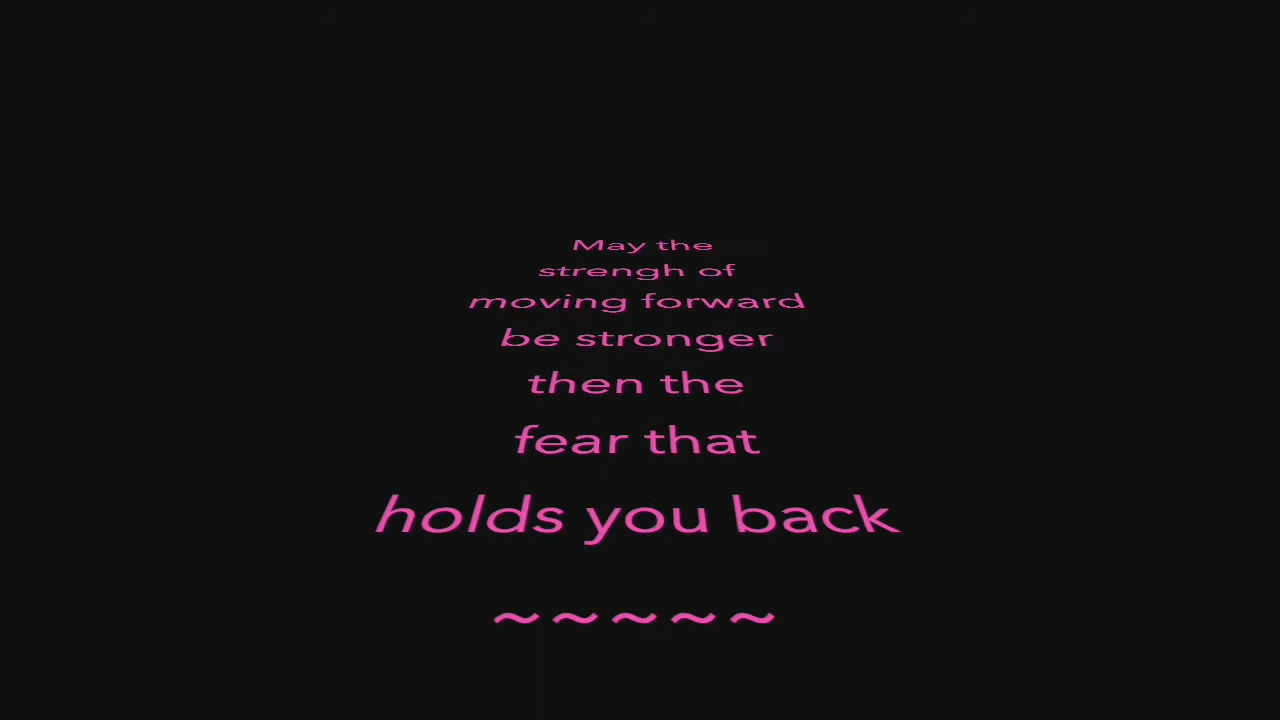 May the
strengh of
moving forward
be stronger
then the
fear that
holds you back
~~~~~